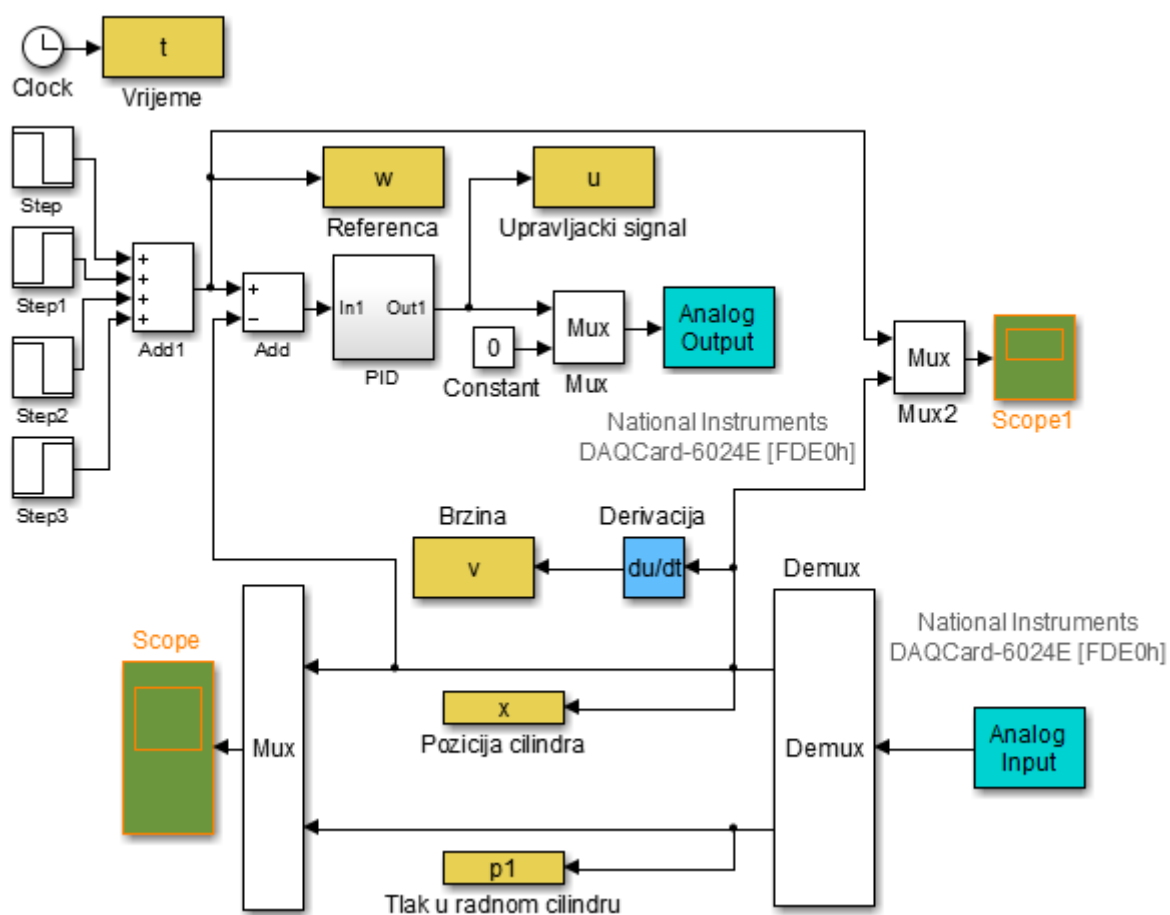 t
Clock
Vrijeme
Step
w
Referenca
u
Upravljacki signal
Step1
+
+
+
+
Add1
+
−
Add
In1 Out1
PID
0
Constant
Mux
Mux
Analog
Output
National Instruments
DAQCard-6024E [FDE0h]
Mux
Mux2
Scope1
Step2
Step3
Brzina
v
Derivacija
du/dt
Demux
Demux
National Instruments
DAQCard-6024E [FDE0h]
Analog
Input
Scope
Mux
x
Pozicija cilindra
p1
Tlak u radnom cilindru